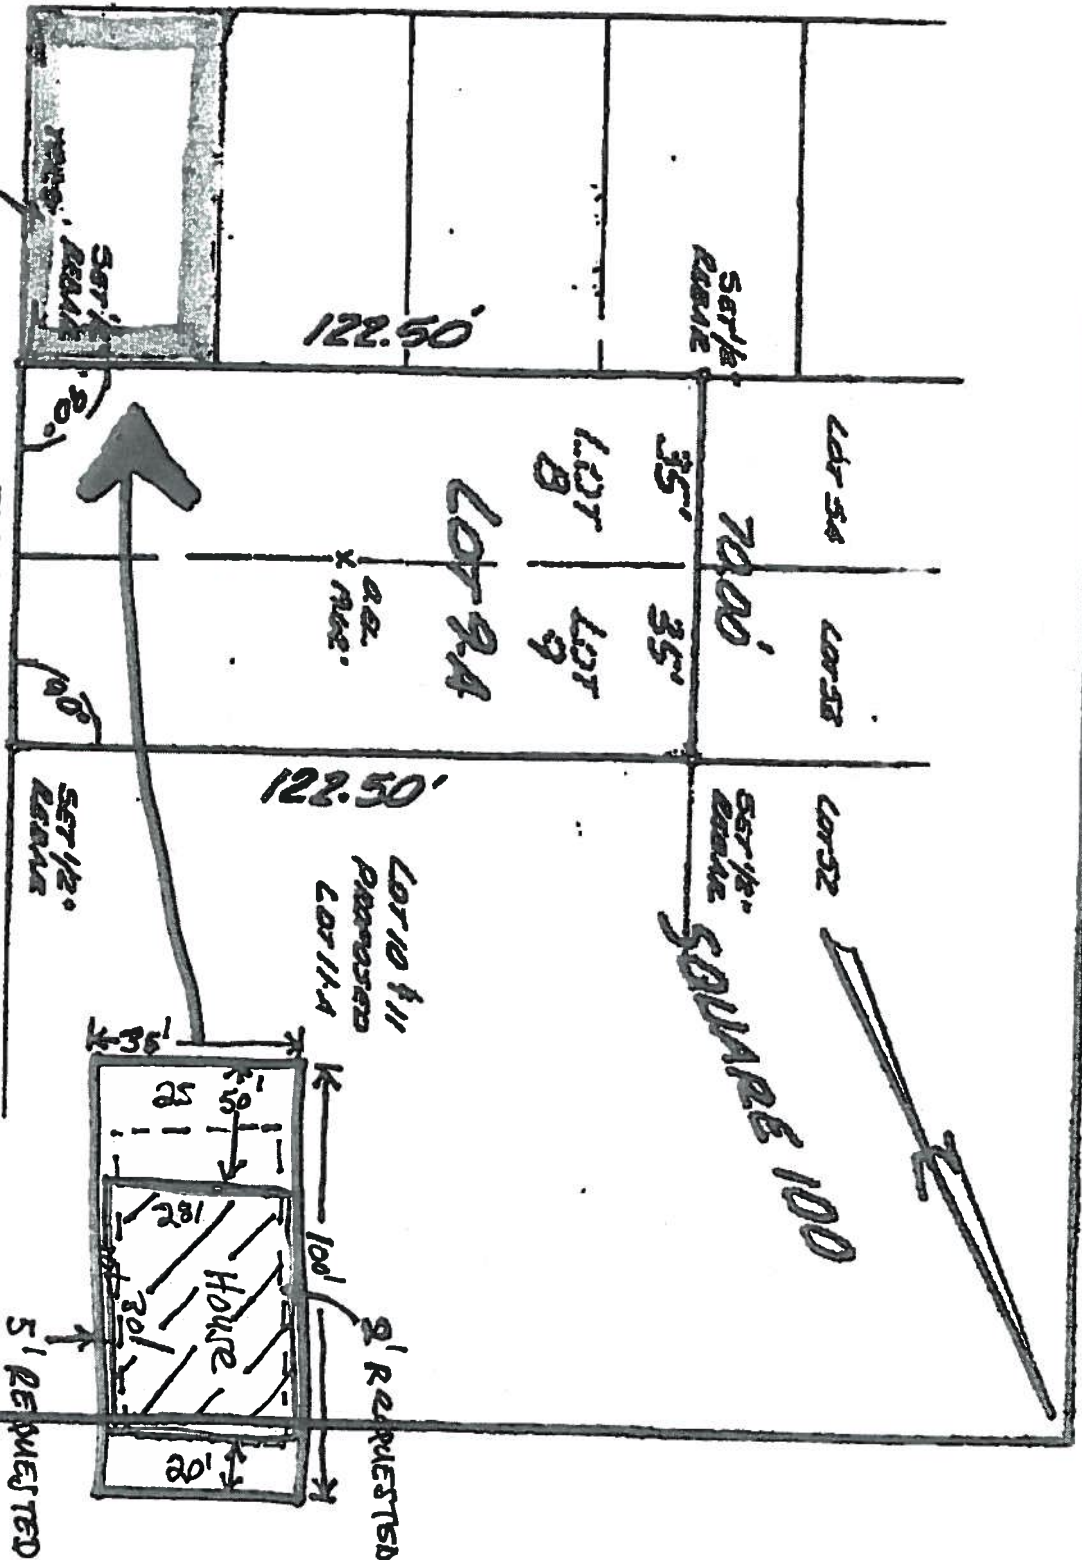 LOT 54
LOT 53
LOT 52
N
SET 1/2"
REBAR
70.00'
SET 1/2"
REBAR
SQUARE 100
35'
35'
LOT
8
LOT
9
LOT 9-A
122.50'
122.50'
LOT 10 & 11
PROPOSED
LOT 11-A
90°
90°
SET 1/2"
REBAR
SET 1/2"
REBAR
100'
2' REQUESTED
35'
25
50'
28'
House
30'
20'
5' REQUESTED